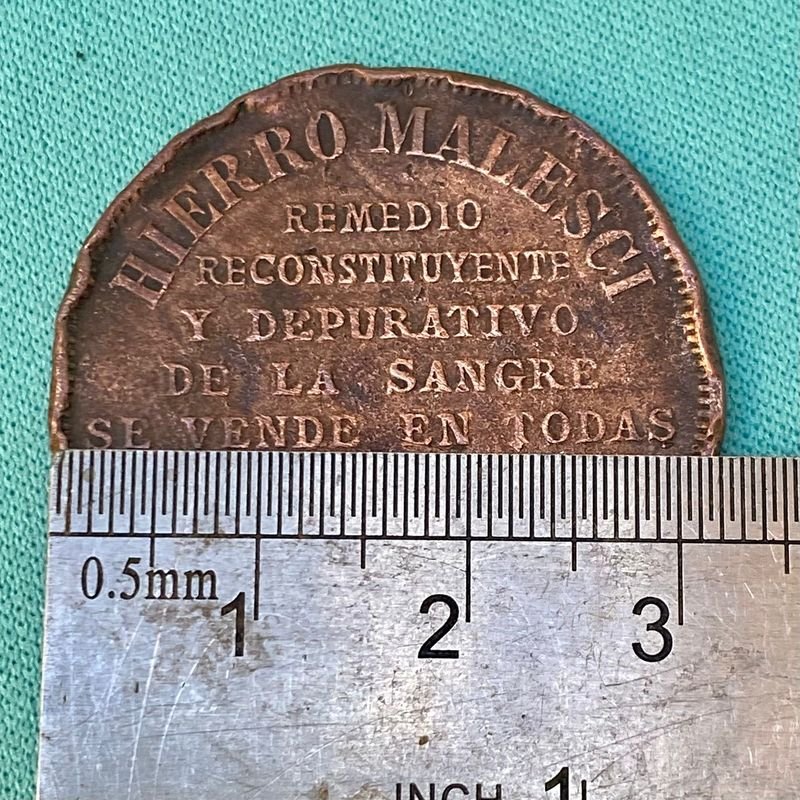 HIERRO MALESCI
REMEDIO
RECONSTITUYENTE
Y DEPURATIVO
DE LA SANGRE
SE VENDE EN TODAS
0.5mm
1 2 3
INCH 1